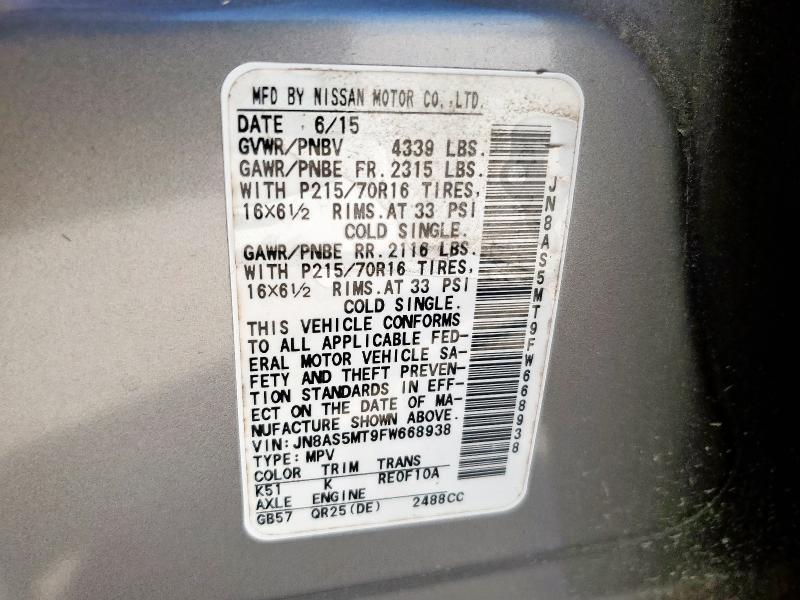 MFD BY NISSAN MOTOR CO.,LTD.
DATE 6/15
GVWR/PNBV 4339 LBS.
GAWR/PNBE FR. 2315 LBS.
WITH P215/70R16 TIRES,
16X6½ RIMS. AT 33 PSI
COLD SINGLE.
GAWR/PNBE RR. 2116 LBS.
WITH P215/70R16 TIRES,
16X6½ RIMS. AT 33 PSI
COLD SINGLE.
THIS VEHICLE CONFORMS
TO ALL APPLICABLE FED-
ERAL MOTOR VEHICLE SA-
FETY AND THEFT PREVEN-
TION STANDARDS IN EFF-
ECT ON THE DATE OF MA-
NUFACTURE SHOWN ABOVE.
VIN: JN8AS5MT9FW668938
TYPE: MPV
COLOR TRIM TRANS
K51 K RE0F10A
AXLE ENGINE
GB57 QR25(DE) 2488CC
JN8AS5MT9FW668938